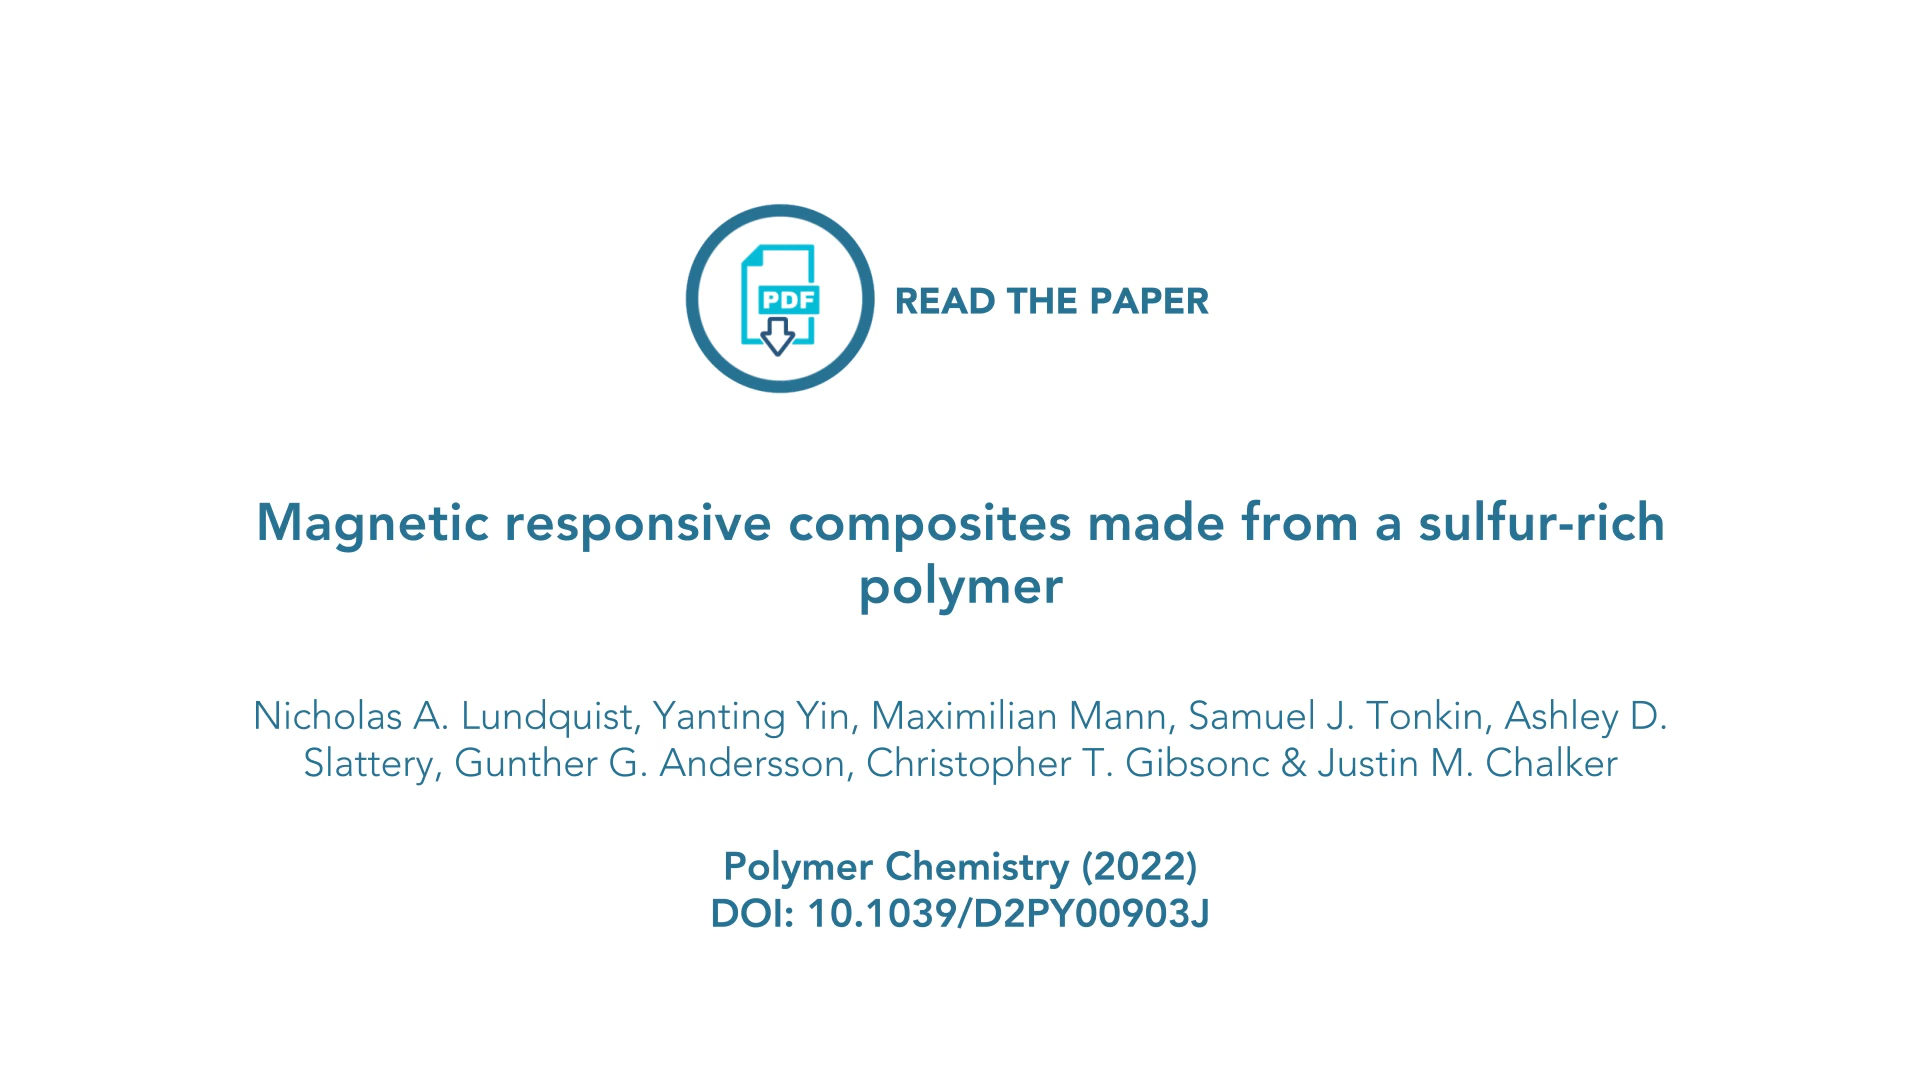 PDF
READ THE PAPER
Magnetic responsive composites made from a sulfur-rich
polymer
Nicholas A. Lundquist, Yanting Yin, Maximilian Mann, Samuel J. Tonkin, Ashley D.
Slattery, Gunther G. Andersson, Christopher T. Gibsonc & Justin M. Chalker
Polymer Chemistry (2022)
DOI: 10.1039/D2PY00903J